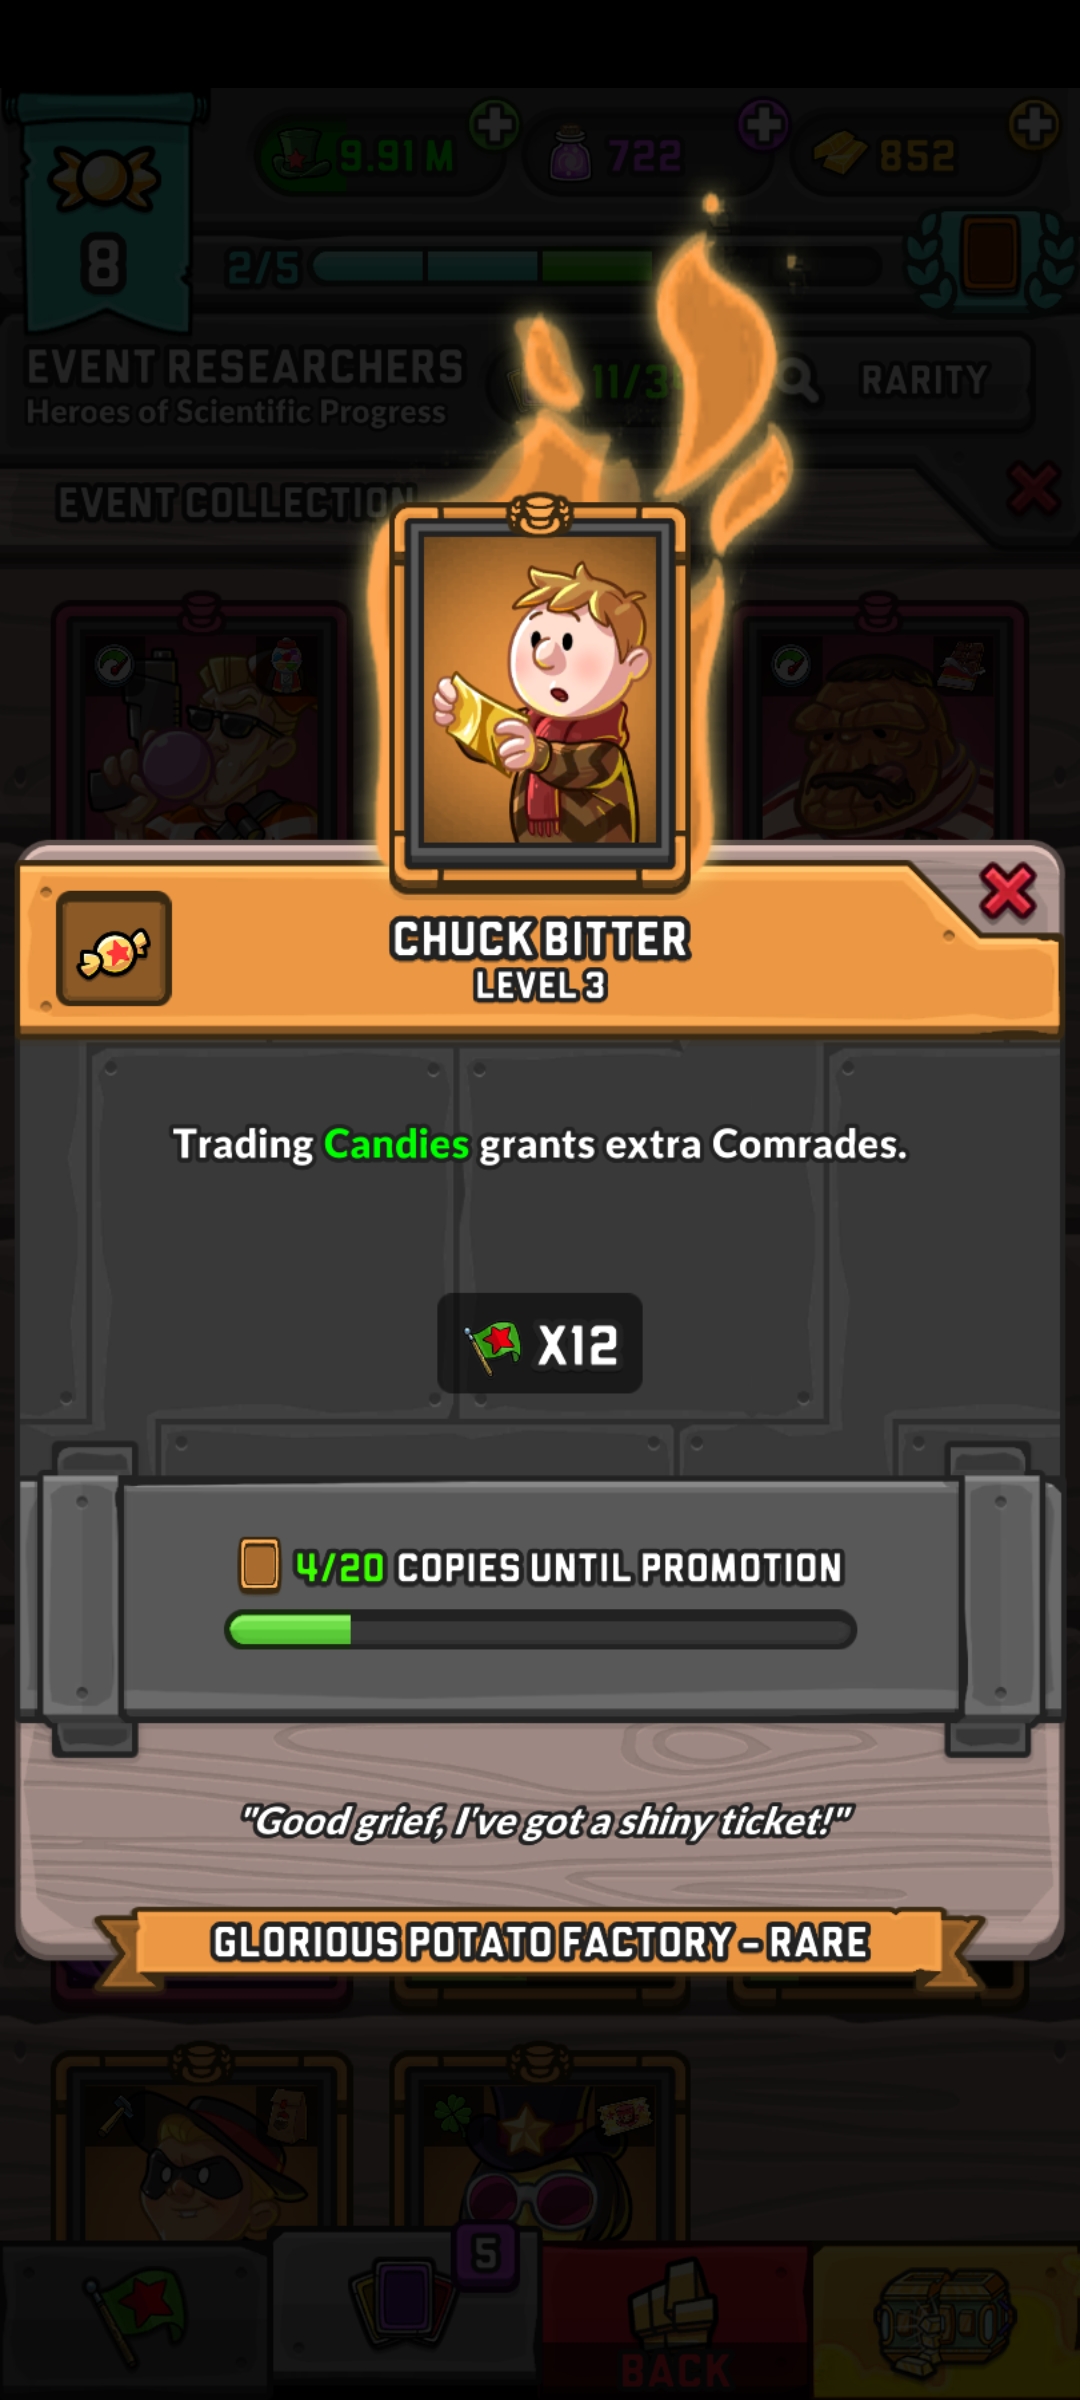 9.91 M
722
852
8
2/5
EVENT RESEARCHERS
Heroes of Scientific Progress
RARITY
EVENT COLLECTION
CHUCK BITTER
LEVEL 3
Trading Candies grants extra Comrades.
X12
4/20 COPIES UNTIL PROMOTION
"Good grief, I've got a shiny ticket!"
GLORIOUS POTATO FACTORY - RARE
5
BACK